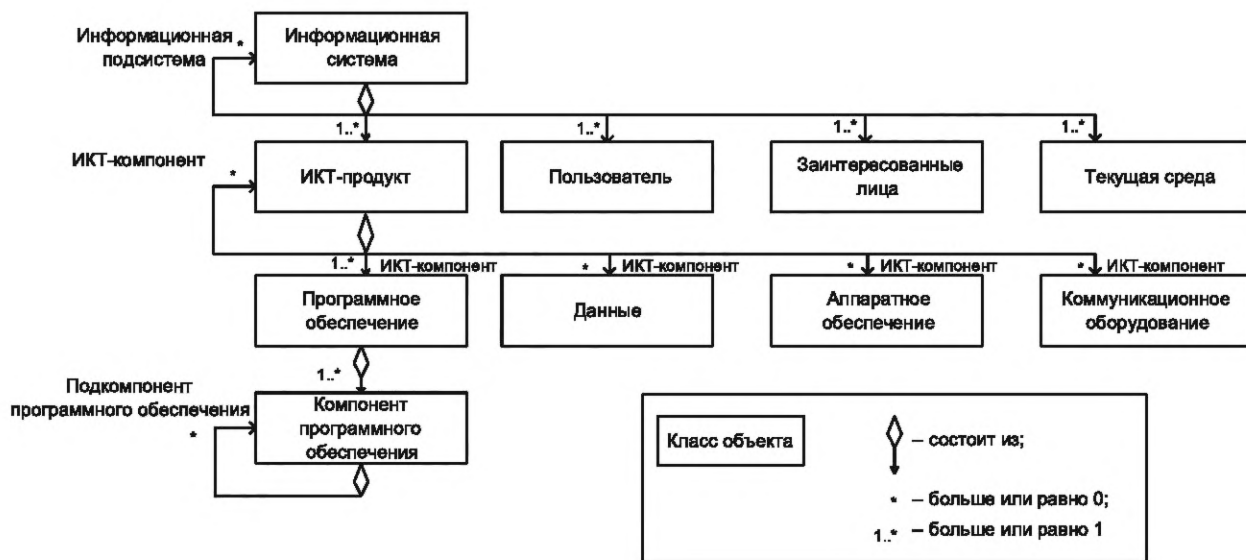 Информационная
подсистема
*
Информационная
система
1..*
1..*
1..*
1..*
ИКТ-компонент
*
ИКТ-продукт
Пользователь
Заинтересованные
лица
Текущая среда
1..*
ИКТ-компонент
*
ИКТ-компонент
*
ИКТ-компонент
*
ИКТ-компонент
Программное
обеспечение
Данные
Аппаратное
обеспечение
Коммуникационное
оборудование
1..*
Подкомпонент
программного обеспечения
*
Компонент
программного
обеспечения
Класс объекта
– состоит из;
* – больше или равно 0;
1..* – больше или равно 1